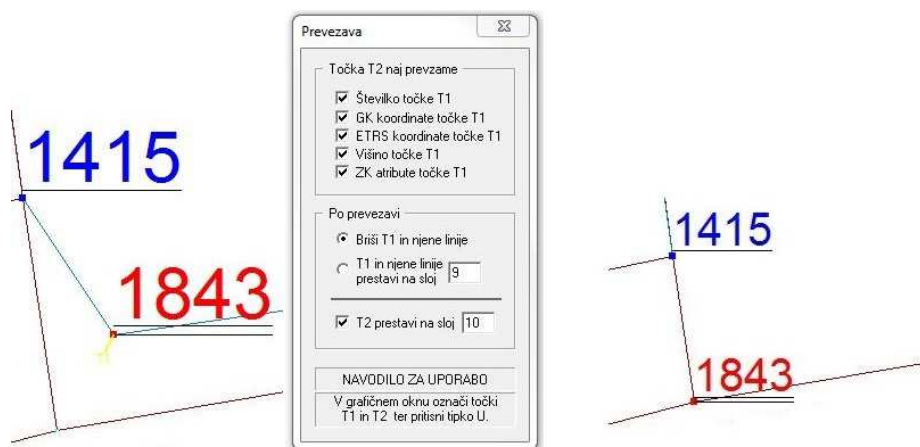 1415
1843
Prevezava
Točka T2 naj prevzame
Številko točke T1
GK koordinate točke T1
ETRS koordinate točke T1
Višino točke T1
ZK atribute točke T1
Po prevezavi
Briši T1 in njene linije
T1 in njene linije
prestavi na sloj 9
T2 prestavi na sloj 10
NAVODILO ZA UPORABO
V grafičnem oknu označi točki
T1 in T2 ter pritisni tipko U.
1415
1843